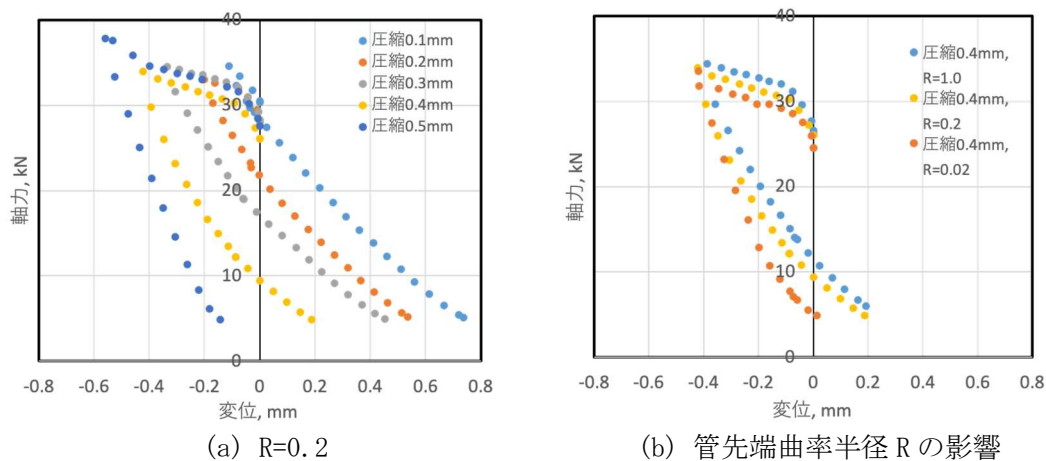 40
30
20
10
0
-0.8
-0.6
-0.4
-0.2
0
0.2
0.4
0.6
0.8
軸力, kN
変位, mm
圧縮0.1mm
圧縮0.2mm
圧縮0.3mm
圧縮0.4mm
圧縮0.5mm
(a) R=0.2
40
30
20
10
0
-0.8
-0.6
-0.4
-0.2
0
0.2
0.4
0.6
0.8
軸力, kN
変位, mm
圧縮0.4mm,
R=1.0
圧縮0.4mm,
R=0.2
圧縮0.4mm,
R=0.02
(b) 管先端曲率半径 R の影響